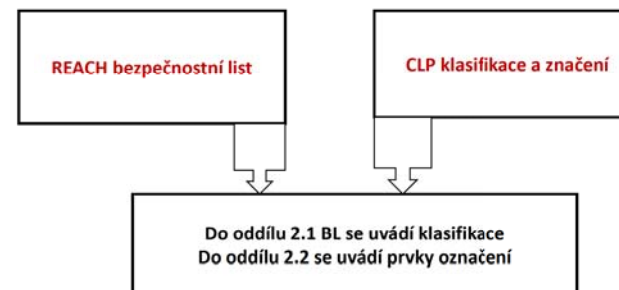 REACH bezpečnostní list
CLP klasifikace a značení
Do oddílu 2.1 BL se uvádí klasifikace
Do oddílu 2.2 se uvádí prvky označení